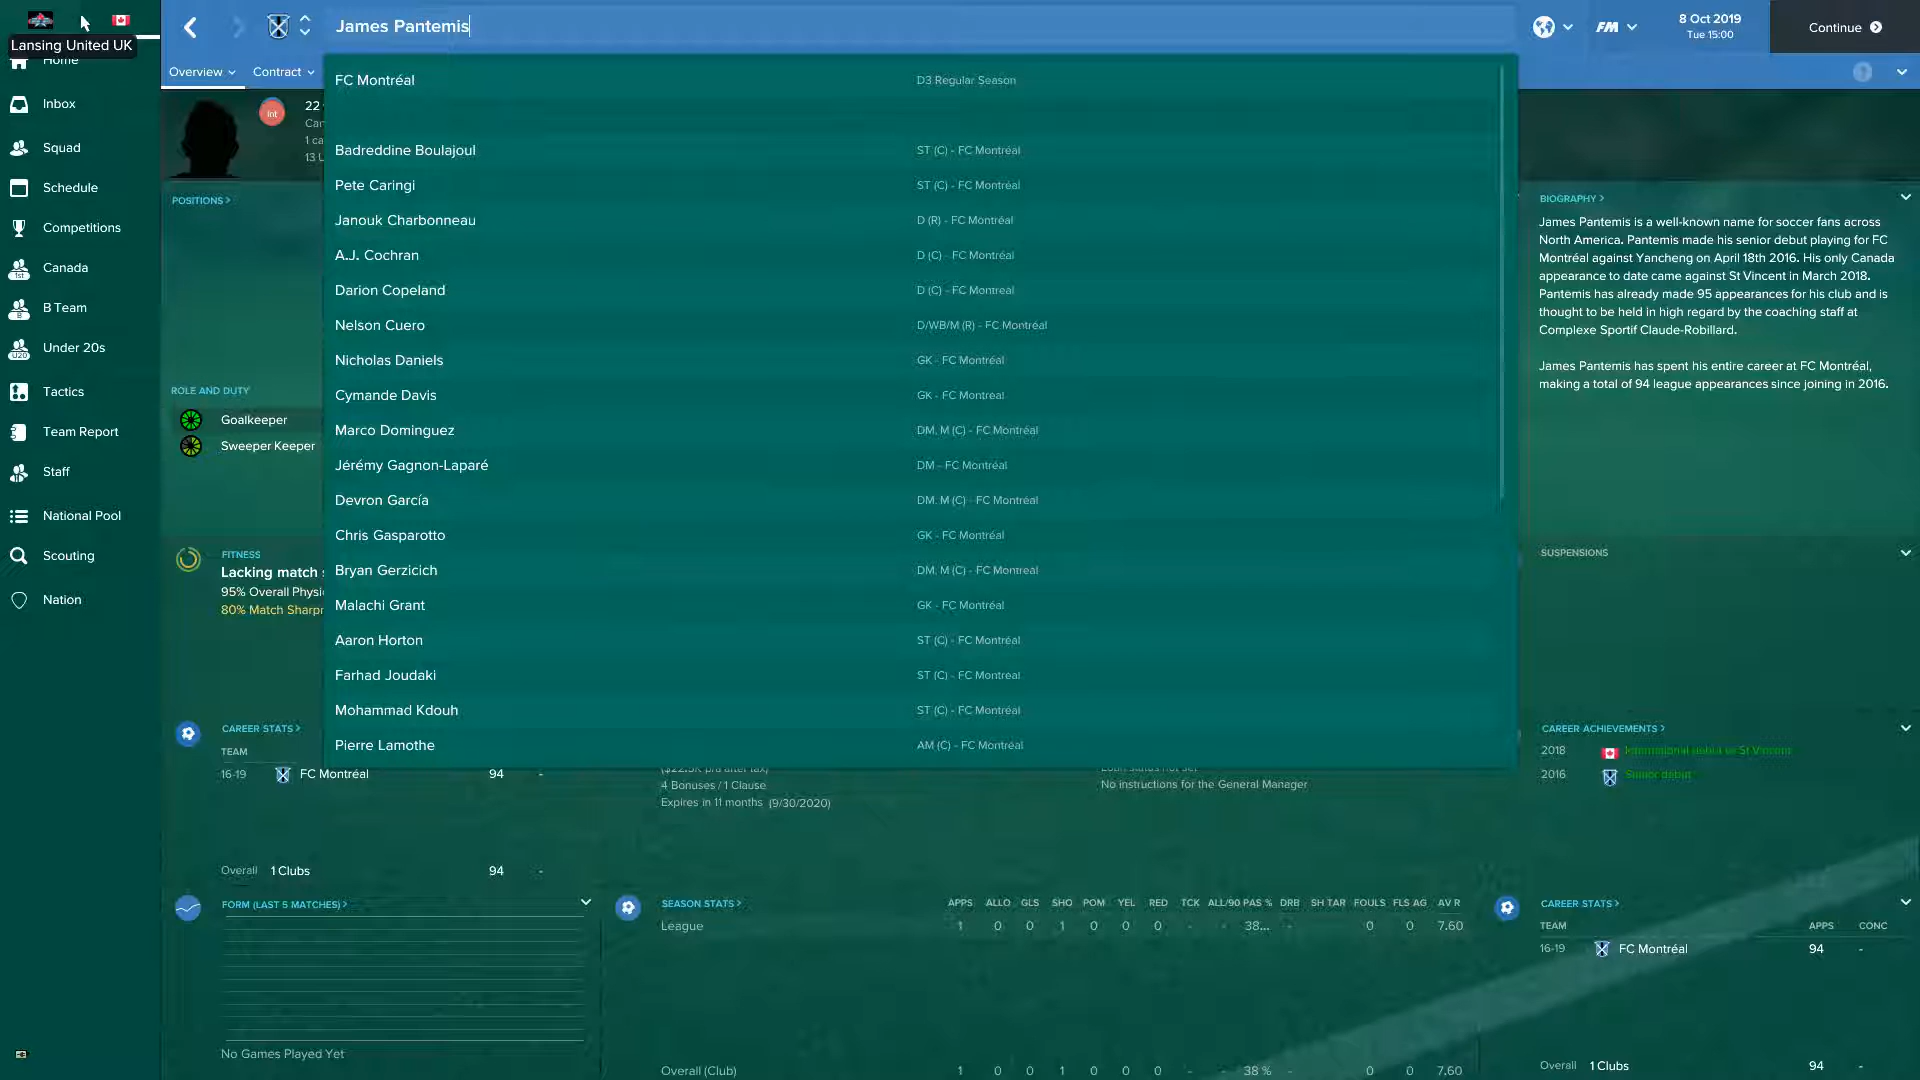 James Pantemis
8 Oct 2019
Tue 15:00
Continue
FM
Lansing United UK
Home
Inbox
Squad
Schedule
Competitions
Canada
B Team
Under 20s
Tactics
Team Report
Staff
National Pool
Scouting
Nation
Overview
Contract
Int
22
1 ca
13 U
FC Montréal D3 Regular Season
Badreddine Boulajoul ST (C) - FC Montréal
Pete Caringi ST (C) - FC Montréal
Janouk Charbonneau D (R) - FC Montréal
A.J. Cochran D (C) - FC Montréal
Darion Copeland D (C) - FC Montréal
Nelson Cuero D/WB/M (R) - FC Montréal
Nicholas Daniels GK - FC Montréal
Cymande Davis GK - FC Montréal
Marco Dominguez DM, M (C) - FC Montréal
Jérémy Gagnon-Laparé DM - FC Montréal
Devron García DM, M (C) - FC Montréal
Chris Gasparotto GK - FC Montréal
Bryan Gerzicich DM, M (C) - FC Montréal
Malachi Grant GK - FC Montréal
Aaron Horton ST (C) - FC Montréal
Farhad Joudaki ST (C) - FC Montréal
Mohammad Kdouh ST (C) - FC Montréal
Pierre Lamothe AM (C) - FC Montréal
POSITIONS >
ROLE AND DUTY
Goalkeeper
Sweeper Keeper
FITNESS
Lacking match s
95% Overall Physi
80% Match Sharpr
BIOGRAPHY >
James Pantemis is a well-known name for soccer fans across
North America. Pantemis made his senior debut playing for FC
Montréal against Yancheng on April 18th 2016. His only Canada
appearance to date came against St Vincent in March 2018.
Pantemis has already made 95 appearances for his club and is
thought to be held in high regard by the coaching staff at
Complexe Sportif Claude-Robillard.
James Pantemis has spent his entire career at FC Montréal,
making a total of 94 league appearances since joining in 2016.
SUSPENSIONS
CAREER STATS >
TEAM
16-19 FC Montréal 94 -
Overall 1 Clubs 94 -
4 Bonuses / 1 Clause
Expires in 11 months (9/30/2020)
No instructions for the General Manager
CAREER ACHIEVEMENTS >
2018 International debut vs St Vincent
2016 Senior debut
FORM (LAST 5 MATCHES) >
No Games Played Yet
SEASON STATS > APPS ALLO GLS SHO POM YEL RED TCK ALL/90 PAS % DRB SH TAR FOULS FLS AG AV R
League 1 0 0 1 0 0 0 - - 38... - 0 0 7.60
Overall (Club) 1 0 0 1 0 0 0 - - 38 % - 0 0 7.60
CAREER STATS >
TEAM APPS CONC
16-19 FC Montréal 94 -
Overall 1 Clubs 94 -